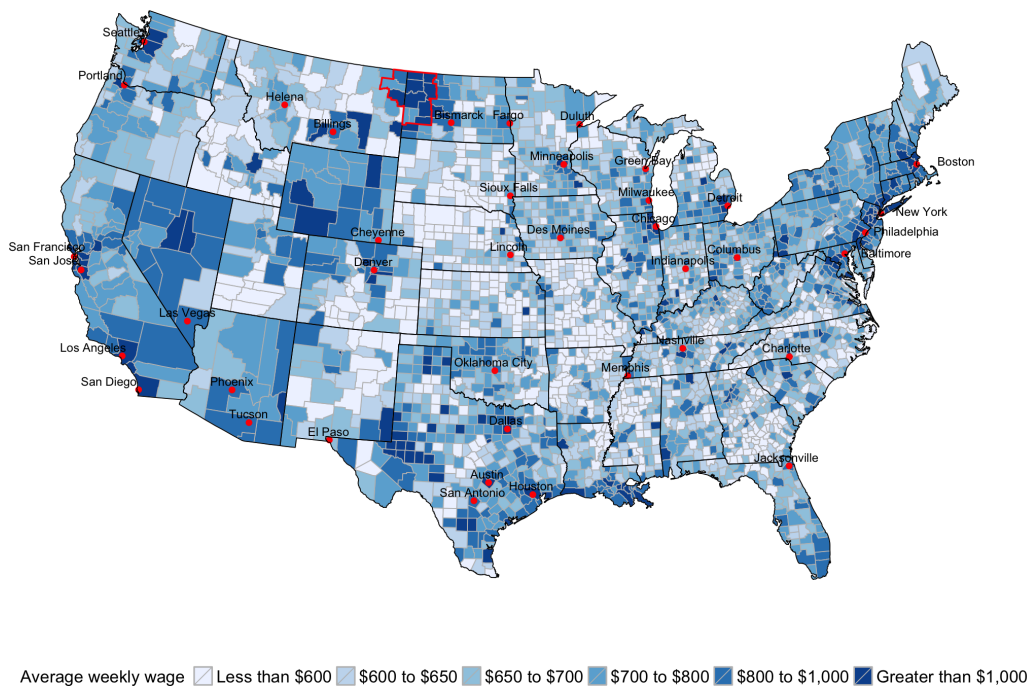 Seattle
Portland
Helena
Billings
Bismarck
Fargo
Duluth
Minneapolis
Green Bay
Sioux Falls
Milwaukee
Detroit
Chicago
Boston
New York
Philadelphia
Baltimore
Cheyenne
Des Moines
Lincoln
Columbus
Indianapolis
San Francisco
San Jose
Denver
Las Vegas
Los Angeles
San Diego
Phoenix
Tucson
El Paso
Oklahoma City
Nashville
Memphis
Charlotte
Dallas
Austin
San Antonio
Houston
Jacksonville
Average weekly wage Less than $600 $600 to $650 $650 to $700 $700 to $800 $800 to $1,000 Greater than $1,000